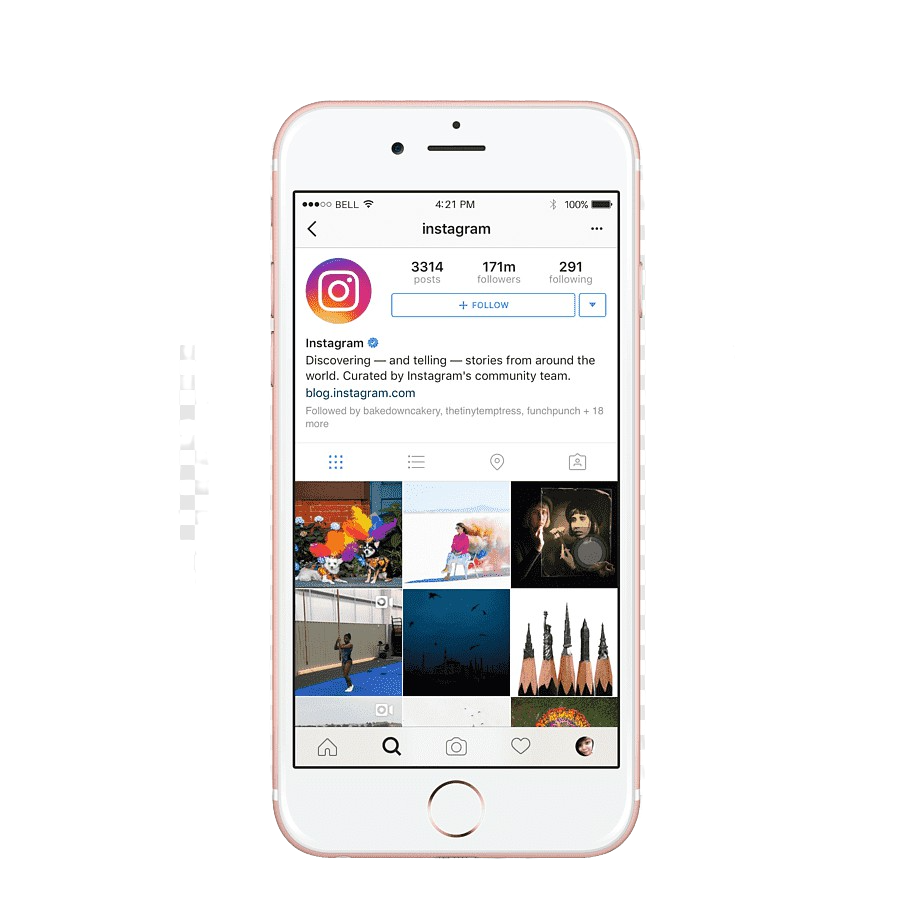 BELL 4:21 PM 100%
instagram
3314 171m 291
posts followers following
+ FOLLOW
Instagram
Discovering — and telling — stories from around the
world. Curated by Instagram's community team.
blog.instagram.com
Followed by bakedowncakery, thetinytemptress, funchpunch + 18
more